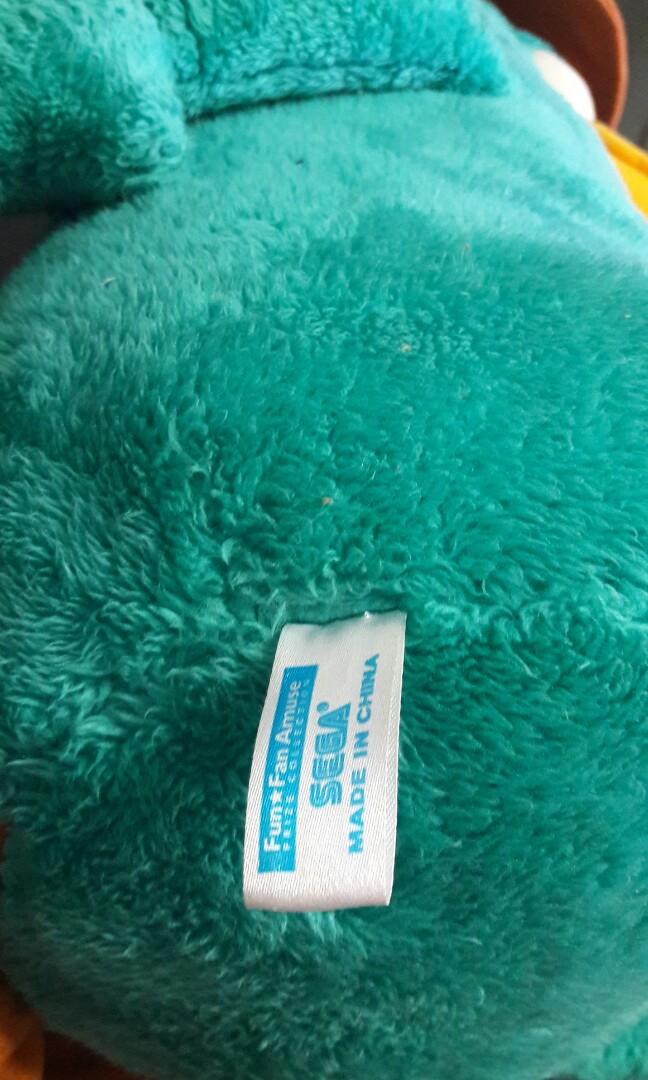 Fun★Fan Amuse
PRIZE COLLECTION
SEGA®
MADE IN CHINA